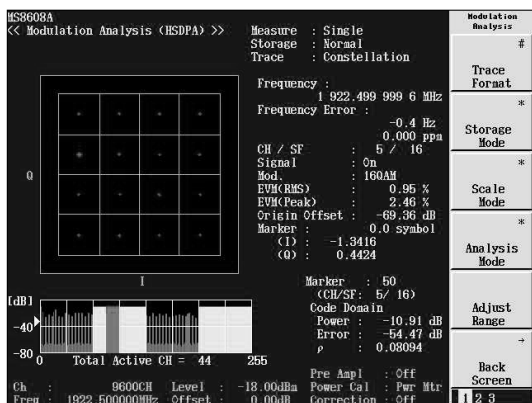 MS8608A
<< Modulation Analysis (HSDPA) >>
Measure : Single
Storage : Normal
Trace : Constellation
Frequency :
1 922.499 999 6 MHz
Frequency Error :
-0.4 Hz
0.000 ppm
CH / SF : 5 / 16
Signal : On
Mod. : 16QAM
EVM(RMS) : 0.95 %
EVM(Peak) : 2.46 %
Origin Offset : -69.36 dB
Marker : 0.0 symbol
(I) : -1.3416
(Q) : 0.4424
Q
I
Marker : 50
(CH/SF: 5/ 16)
Code Domain
Power : -10.91 dB
Error : -54.47 dB
ρ : 0.08094
[dB]
-40
-80
0 Total Active CH = 44 255
Pre Ampl : Off
Ch : 9600CH Level : -18.00dBm Power Cal : Pwr Mtr
Freq : 1922.500000MHz Offset : 0.00dB Correction : Off
Modulation
Analysis
#
Trace
Format
*
Storage
Mode
*
Scale
Mode
*
Analysis
Mode
Adjust
Range
→
Back
Screen
1 2 3